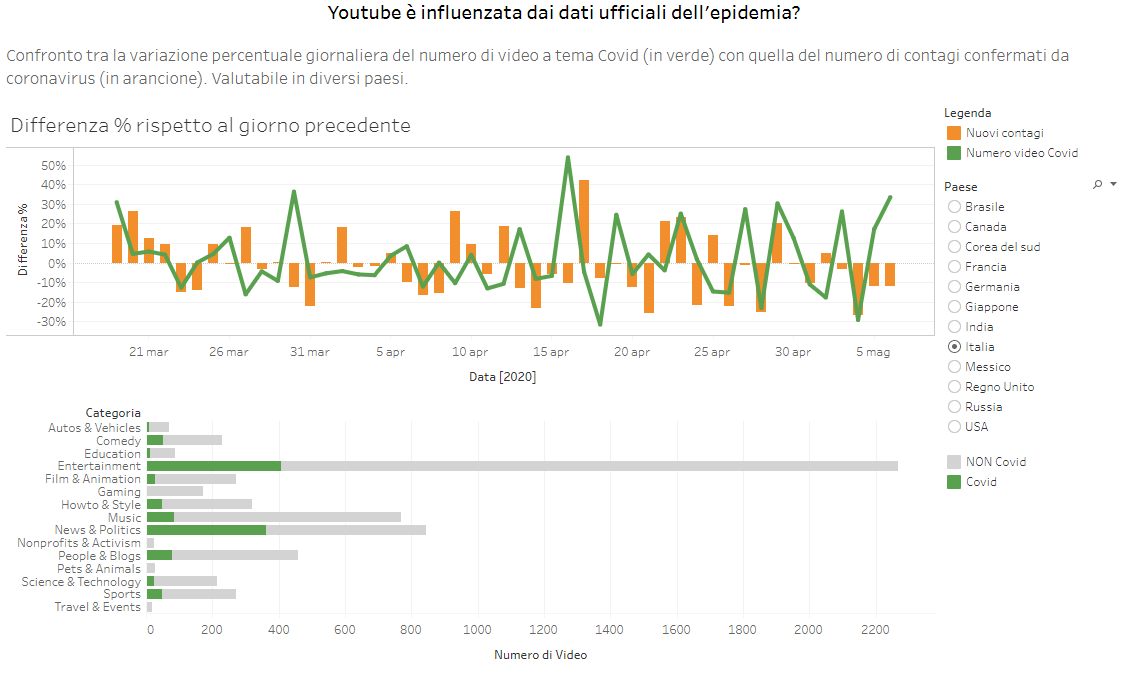 Youtube è influenzata dai dati ufficiali dell'epidemia?
Confronto tra la variazione percentuale giornaliera del numero di video a tema Covid (in verde) con quella del numero di contagi confermati da
coronavirus (in arancione). Valutabile in diversi paesi.
Differenza % rispetto al giorno precedente
Differenza %
50%
40%
30%
20%
10%
0%
-10%
-20%
-30%
21 mar 26 mar 31 mar 5 apr 10 apr 15 apr 20 apr 25 apr 30 apr 5 mag
Data [2020]
Legenda
Nuovi contagi
Numero video Covid
Paese
Brasile
Canada
Corea del sud
Francia
Germania
Giappone
India
Italia
Messico
Regno Unito
Russia
USA
NON Covid
Covid
Categoria
Autos & Vehicles
Comedy
Education
Entertainment
Film & Animation
Gaming
Howto & Style
Music
News & Politics
Nonprofits & Activism
People & Blogs
Pets & Animals
Science & Technology
Sports
Travel & Events
0 200 400 600 800 1000 1200 1400 1600 1800 2000 2200
Numero di Video